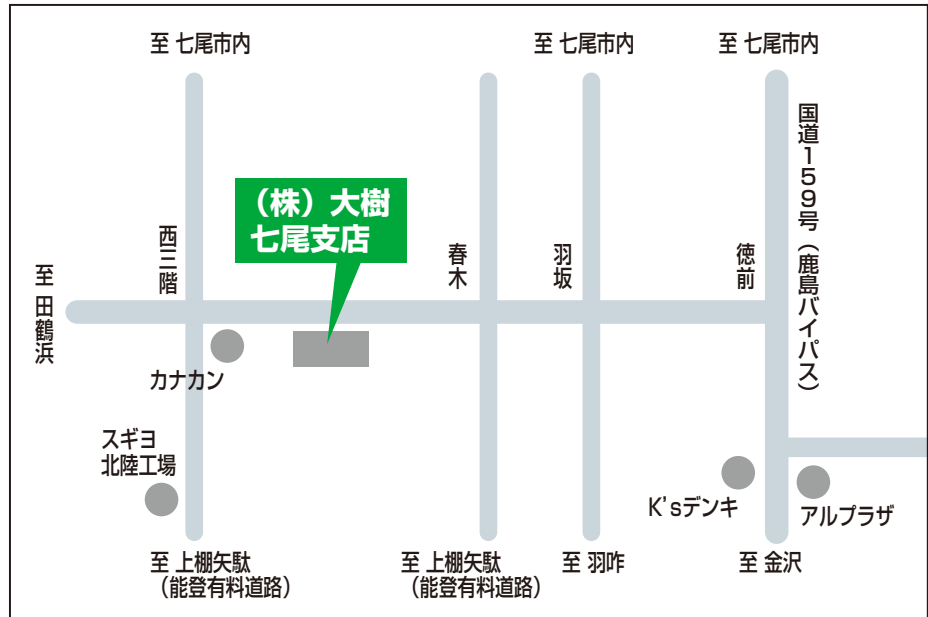 至 七尾市内
至 七尾市内
至 七尾市内
国道159号（鹿島バイパス）
（株）大樹
七尾支店
西三階
春木
羽坂
徳前
至 田鶴浜
カナカン
スギヨ
北陸工場
K'sデンキ
アルプラザ
至 上棚矢駄
（能登有料道路）
至 上棚矢駄
（能登有料道路）
至 羽咋
至 金沢